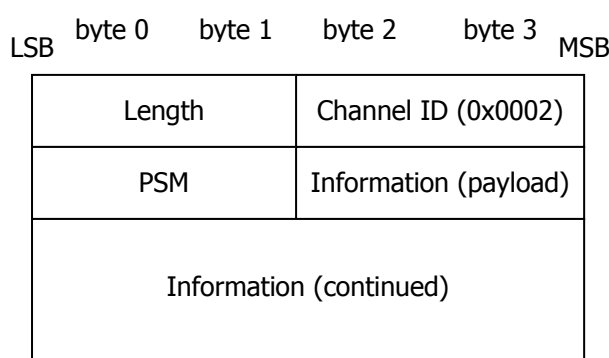 LSB byte 0 byte 1 byte 2 byte 3 MSB
Length Channel ID (0x0002)
PSM Information (payload)
Information (continued)